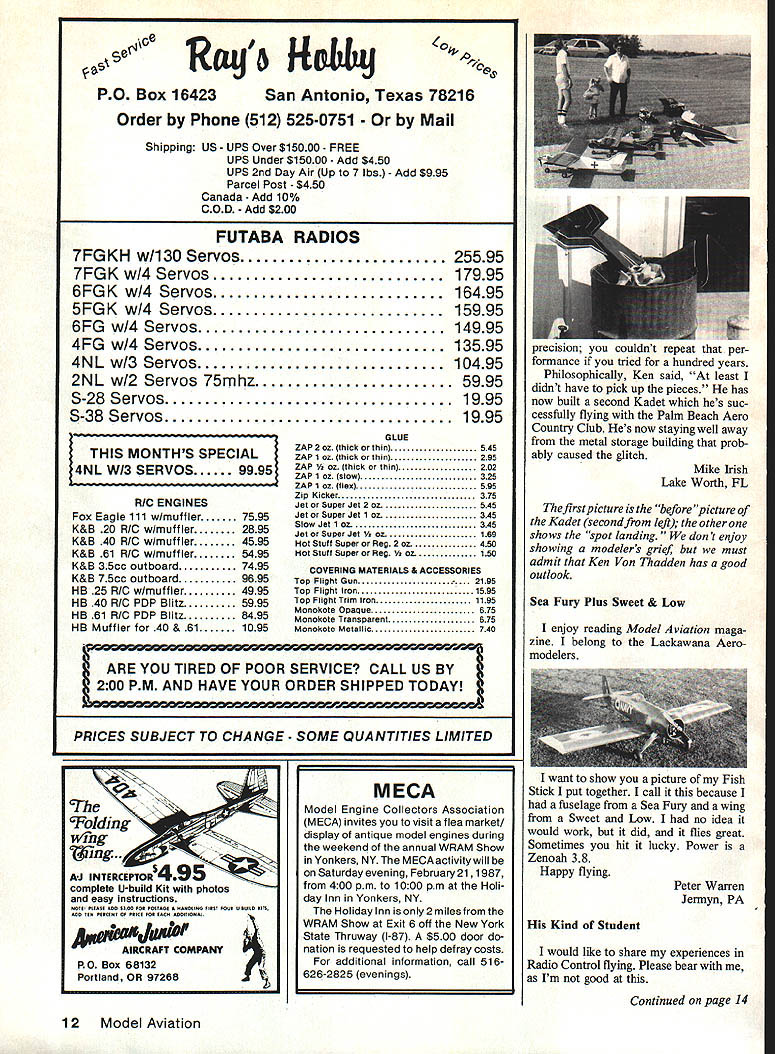 Fast Service
Ray's Hobby
Low Prices
P.O. Box 16423 San Antonio, Texas 78216
Order by Phone (512) 525-0751 - Or by Mail
Shipping: US - UPS Over $150.00 - FREE
UPS Under $150.00 - Add $4.50
UPS 2nd Day Air (Up to 7 lbs.) - Add $9.95
Parcel Post - $4.50
Canada - Add 10%
C.O.D. - Add $2.00
FUTABA RADIOS
7FGKH w/130 Servos........................ 255.95
7FGK w/4 Servos........................ 179.95
6FGK w/4 Servos........................ 164.95
5FGK w/4 Servos........................ 159.95
6FG w/4 Servos........................ 149.95
4FG w/4 Servos........................ 135.95
4NL w/3 Servos........................ 104.95
2NL w/2 Servos 75mhz.................... 59.95
S-28 Servos............................ 19.95
S-38 Servos............................ 19.95
THIS MONTH'S SPECIAL
4NL W/3 SERVOS...... 99.95
R/C ENGINES
Fox Eagle 111 w/muffler....... 75.95
K&B .20 R/C w/muffler........ 28.95
K&B .40 R/C w/muffler........ 45.95
K&B .61 R/C w/muffler........ 54.95
K&B 3.5cc outboard.......... 74.95
K&B 7.5cc outboard.......... 96.95
HB .25 R/C w/muffler......... 49.95
HB .40 R/C PDP Blitz......... 59.95
HB .61 R/C PDP Blitz......... 84.95
HB Muffler for .40 & .61...... 10.95
GLUE
ZAP 2 oz. (thick or thin)................ 5.45
ZAP 1 oz. (thick or thin)................ 2.95
ZAP ½ oz. (thick or thin)................ 2.02
ZAP 1 oz. (slow)................ 3.25
ZAP 1 oz. (flex)................ 5.95
Zip Kicker................ 3.75
Jet or Super Jet 2 oz................. 5.45
Jet or Super Jet 1 oz................. 3.45
Slow Jet 1 oz................. 3.45
Jet or Super Jet ½ oz................. 1.69
Hot Stuff Super or Reg. 2 oz................. 4.50
Hot Stuff Super or Reg. ½ oz................. 1.50
COVERING MATERIALS & ACCESSORIES
Top Flight Gun................ 21.95
Top Flight Iron................ 15.95
Top Flight Trim Iron................ 11.95
Monokote Opaque................ 6.75
Monokote Transparent................ 6.75
Monokote Metallic................ 7.40
ARE YOU TIRED OF POOR SERVICE? CALL US BY
2:00 P.M. AND HAVE YOUR ORDER SHIPPED TODAY!
PRICES SUBJECT TO CHANGE - SOME QUANTITIES LIMITED
404
The
Folding
wing
Thing...
A-J INTERCEPTOR $4.95
complete U-build Kit with photos
and easy instructions.
NOTE: PLEASE ADD $3.00 FOR POSTAGE & HANDLING FIRST FOUR U-BUILD KITS,
ADD TEN PERCENT OF PRICE FOR EACH ADDITIONAL.
American Junior
AIRCRAFT COMPANY
P.O. Box 68132
Portland, OR 97268
MECA
Model Engine Collectors Association
(MECA) invites you to visit a flea market/
display of antique model engines during
the weekend of the annual WRAM Show
in Yonkers, NY. The MECA activity will be
on Saturday evening, February 21, 1987,
from 4:00 p.m. to 10:00 p.m at the Holi-
day Inn in Yonkers, NY.
The Holiday Inn is only 2 miles from the
WRAM Show at Exit 6 off the New York
State Thruway (I-87). A $5.00 door do-
nation is requested to help defray costs.
For additional information, call 516-
626-2825 (evenings).
precision; you couldn't repeat that per-
formance if you tried for a hundred years.
Philosophically, Ken said, "At least I
didn't have to pick up the pieces." He has
now built a second Kadet which he's suc-
cessfully flying with the Palm Beach Aero
Country Club. He's now staying well away
from the metal storage building that prob-
ably caused the glitch.
Mike Irish
Lake Worth, FL
The first picture is the "before" picture of
the Kadet (second from left); the other one
shows the "spot landing." We don't enjoy
showing a modeler's grief, but we must
admit that Ken Von Thadden has a good
outlook.
Sea Fury Plus Sweet & Low
I enjoy reading Model Aviation maga-
zine. I belong to the Lackawana Aero-
modelers.
NAVY
I want to show you a picture of my Fish
Stick I put together. I call it this because I
had a fuselage from a Sea Fury and a wing
from a Sweet and Low. I had no idea it
would work, but it did, and it flies great.
Sometimes you hit it lucky. Power is a
Zenoah 3.8.
Happy flying.
Peter Warren
Jermyn, PA
His Kind of Student
I would like to share my experiences in
Radio Control flying. Please bear with me,
as I'm not good at this.
Continued on page 14
12 Model Aviation